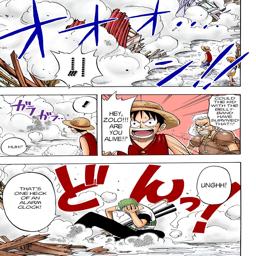 オオオオ!!
!!!
COULD
THE KID
WITH THE
BELLY-
BAND HAVE
SURVIVED
THAT!?
HEY,
ZOLO!!!
ARE
YOU
ALIVE!!?
!!
ガラ
ガラ
HUH!?
UNGHH!
THAT'S
ONE HECK
OF AN
ALARM
CLOCK!
どんっ!